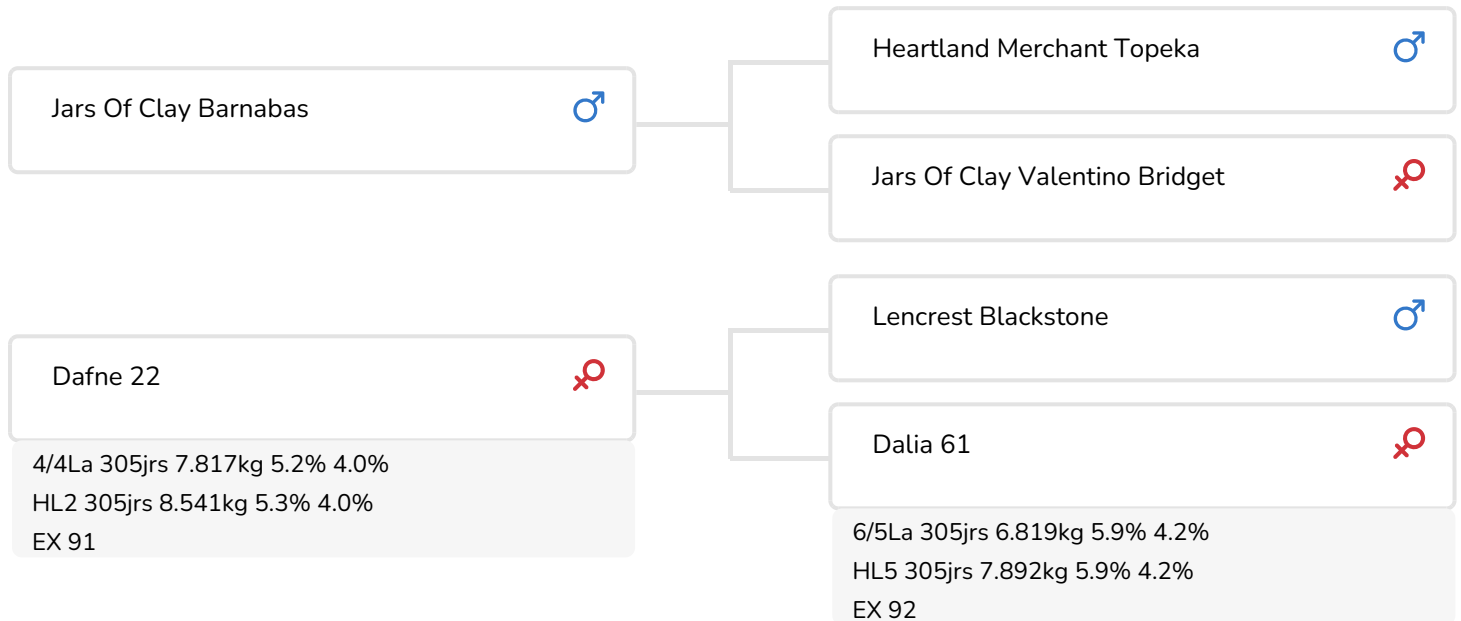 Heartland Merchant Topeka
Jars Of Clay Barnabas
Jars Of Clay Valentino Bridget
Lencrest Blackstone
Dafne 22
Dalia 61
4/4La 305jrs 7.817kg 5.2% 4.0%
HL2 305jrs 8.541kg 5.3% 4.0%
EX 91
6/5La 305jrs 6.819kg 5.9% 4.2%
HL5 305jrs 7.892kg 5.9% 4.2%
EX 92